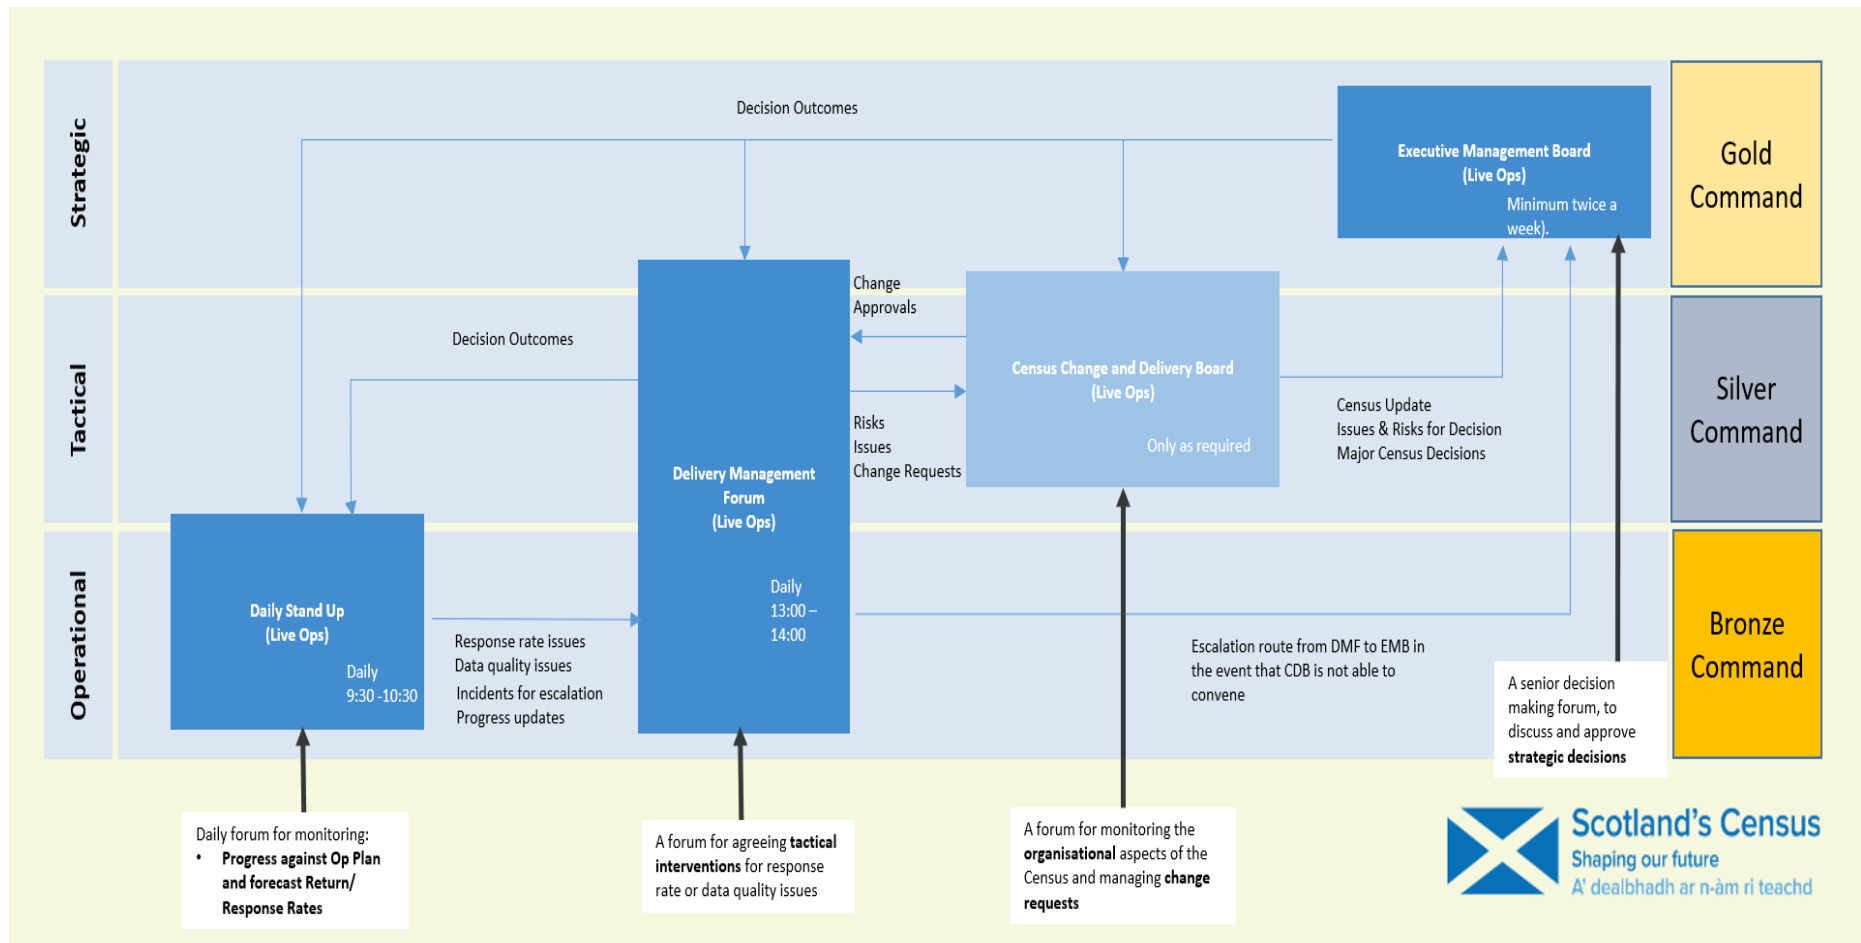 Strategic
Decision Outcomes
Executive Management Board
(Live Ops)
Minimum twice a
week).
Gold
Command
Tactical
Decision Outcomes
Change
Approvals
Risks
Issues
Change Requests
Census Change and Delivery Board
(Live Ops)
Only as required
Census Update
Issues & Risks for Decision
Major Census Decisions
Silver
Command
Operational
Daily Stand Up
(Live Ops)
Daily
9:30 -10:30
Response rate issues
Data quality issues
Incidents for escalation
Progress updates
Delivery Management
Forum
(Live Ops)
Daily
13:00 –
14:00
Escalation route from DMF to EMB in
the event that CDB is not able to
convene
Bronze
Command
Daily forum for monitoring:
• Progress against Op Plan
and forecast Return/
Response Rates
A forum for agreeing tactical
interventions for response
rate or data quality issues
A forum for monitoring the
organisational aspects of the
Census and managing change
requests
A senior decision
making forum, to
discuss and approve
strategic decisions
Scotland's Census
Shaping our future
A' dealbhadh ar n-àm ri teachd